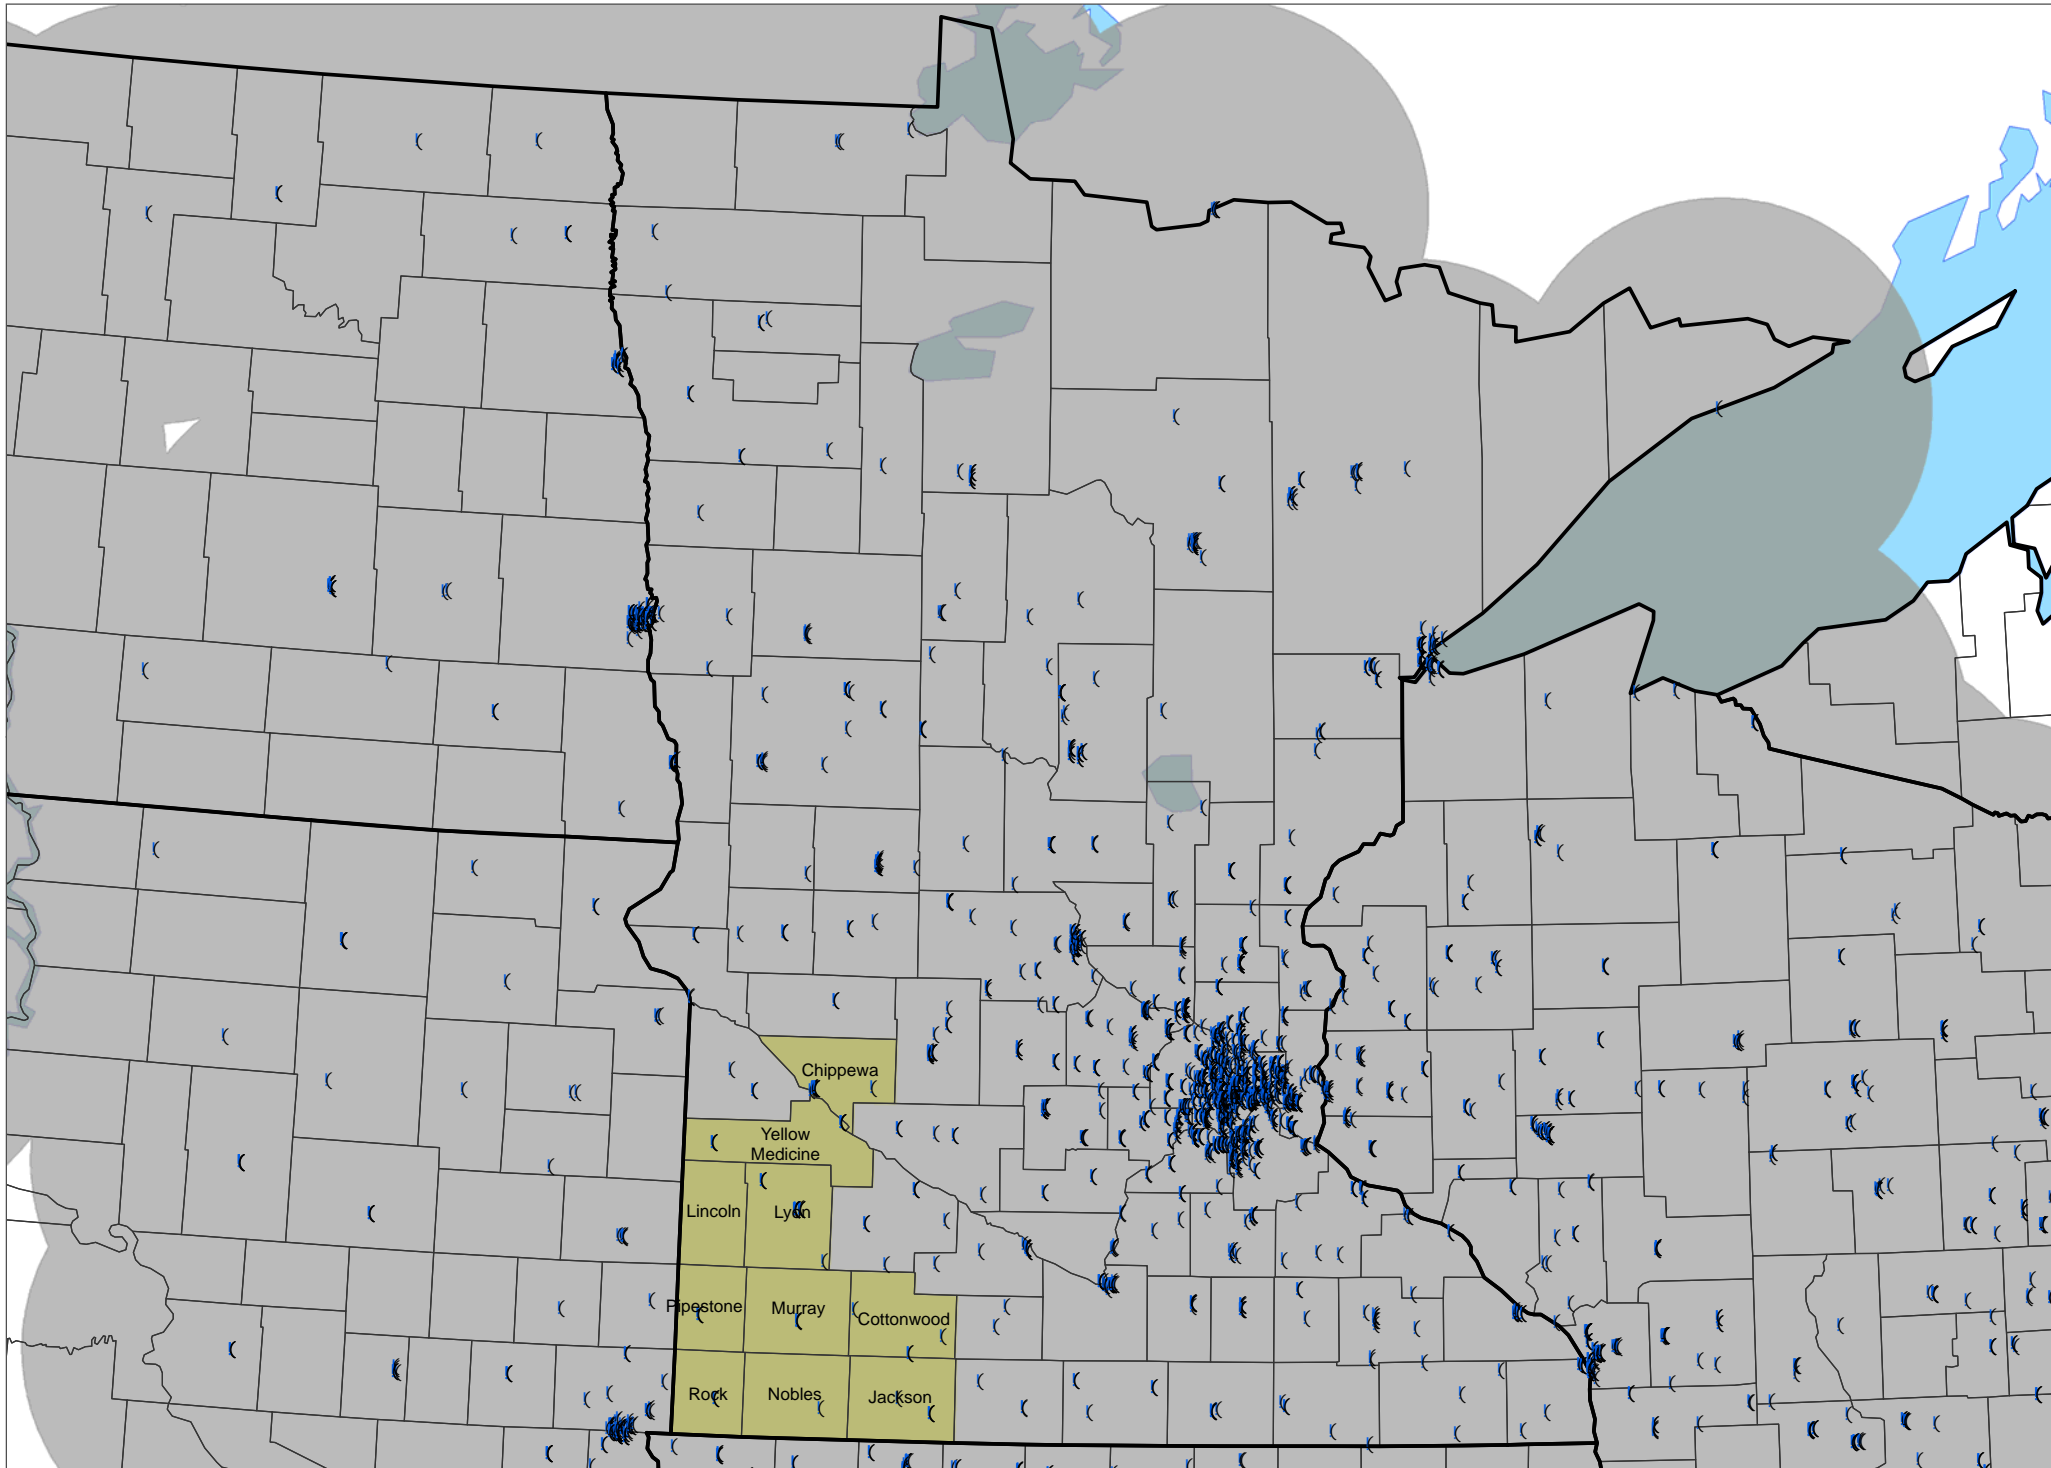 Chippewa
Yellow
Medicine
Lincoln
Lyon
Pipestone
Murray
Cottonwood
Rock
Nobles
Jackson